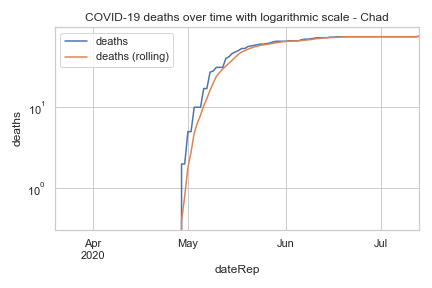 COVID-19 deaths over time with logarithmic scale - Chad
deaths
deaths (rolling)
10¹
10⁰
deaths
Apr
2020
May
Jun
Jul
dateRep